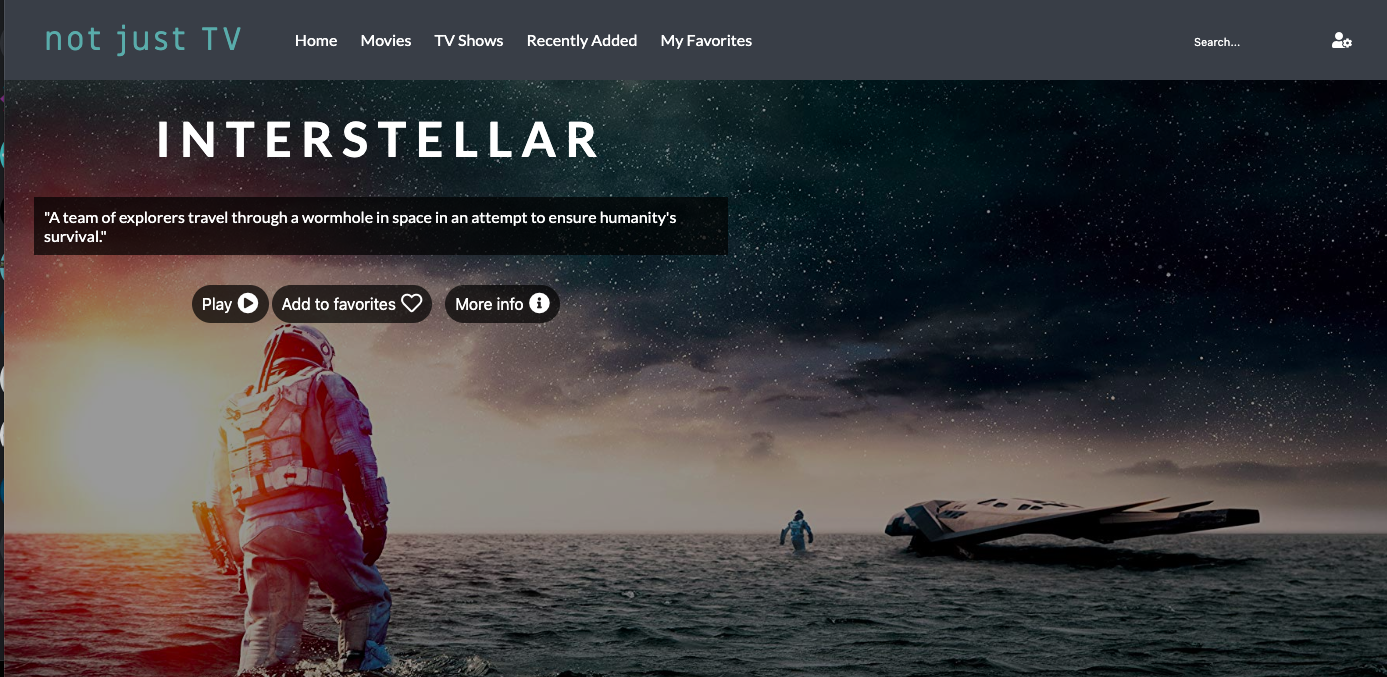 not just TV
Home Movies TV Shows Recently Added My Favorites
Search...
INTERSTELLAR
"A team of explorers travel through a wormhole in space in an attempt to ensure humanity's
survival."
Play Add to favorites More info